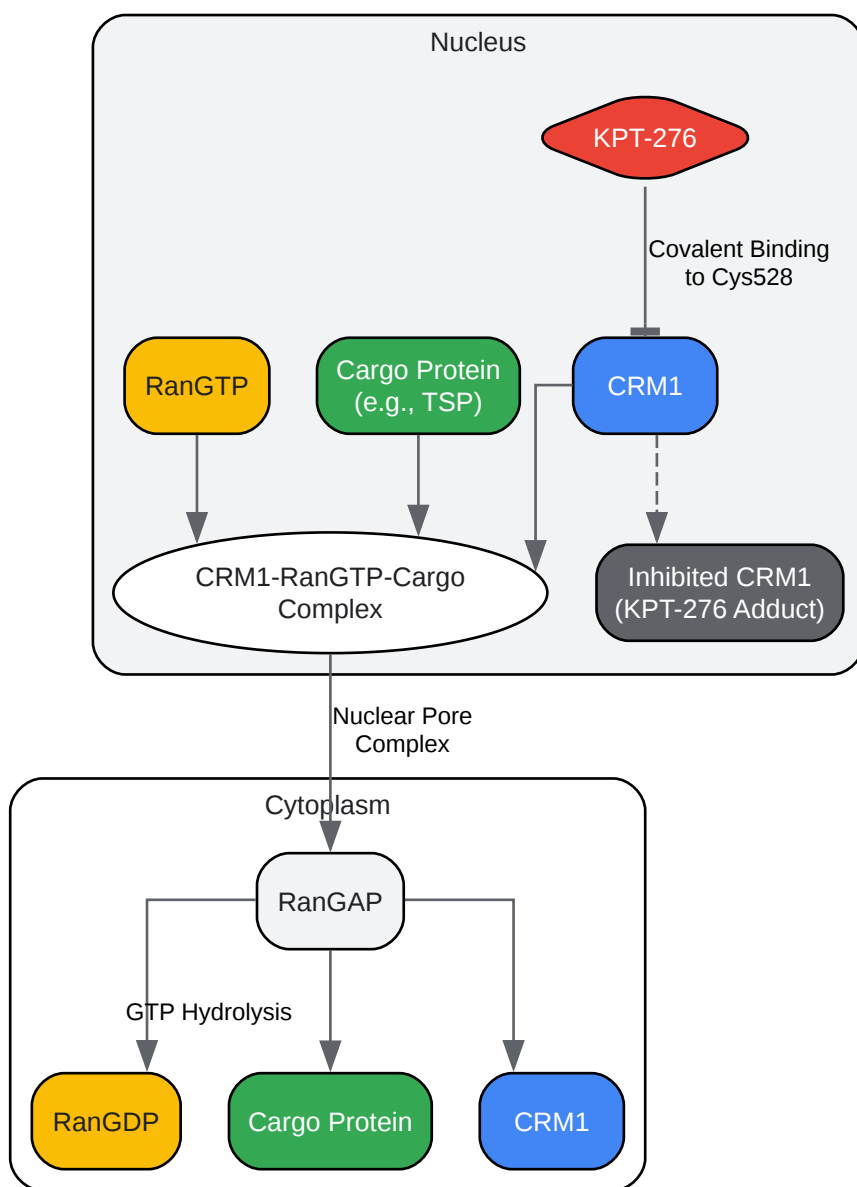 Nucleus
KPT-276
Covalent Binding
to Cys528
RanGTP
Cargo Protein
(e.g., TSP)
CRM1
CRM1-RanGTP-Cargo
Complex
Inhibited CRM1
(KPT-276 Adduct)
Nuclear Pore
Complex
Cytoplasm
RanGAP
GTP Hydrolysis
RanGDP
Cargo Protein
CRM1